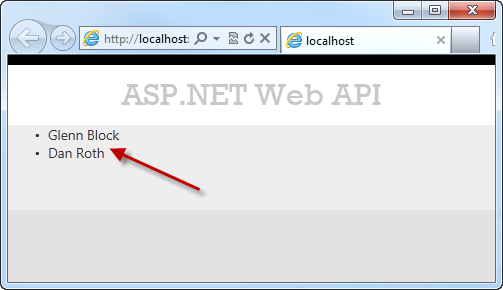 http://localhost:
localhost
ASP.NET Web API
• Glenn Block
• Dan Roth